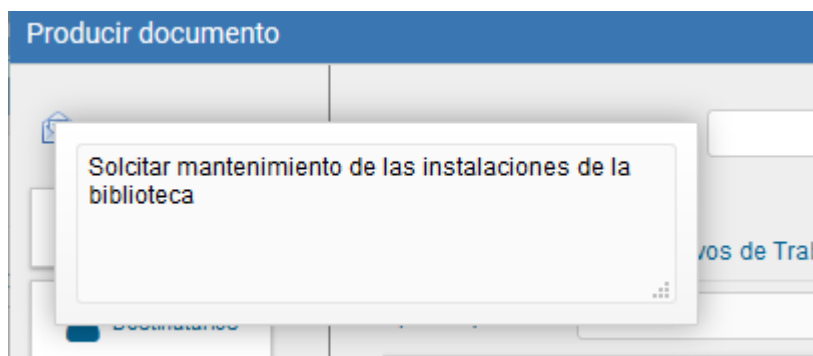 Producir documento
Solcitar mantenimiento de las instalaciones de la
biblioteca
vos de Tra